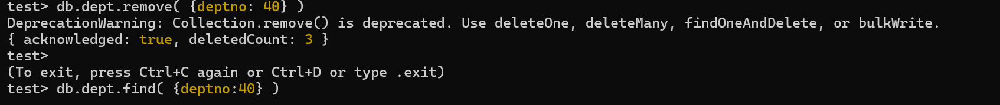 test> db.dept.remove( {deptno: 40} )
DeprecationWarning: Collection.remove() is deprecated. Use deleteOne, deleteMany, findOneAndDelete, or bulkWrite.
{ acknowledged: true, deletedCount: 3 }
test>
(To exit, press Ctrl+C again or Ctrl+D or type .exit)
test> db.dept.find( {deptno:40} )